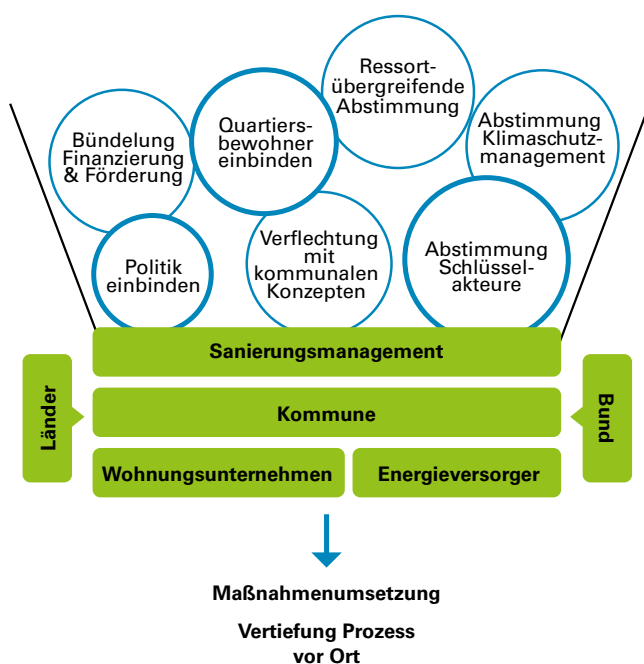 Ressort-
übergreifende
Abstimmung
Bündelung
Finanzierung
& Förderung
Quartiers-
bewohner
einbinden
Abstimmung
Klimaschutz-
management
Politik
einbinden
Verflechtung
mit
kommunalen
Konzepten
Abstimmung
Schlüssel-
akteure
Sanierungsmanagement
Länder
Kommune
Bund
Wohnungsunternehmen
Energieversorger
Maßnahmenumsetzung
Vertiefung Prozess
vor Ort